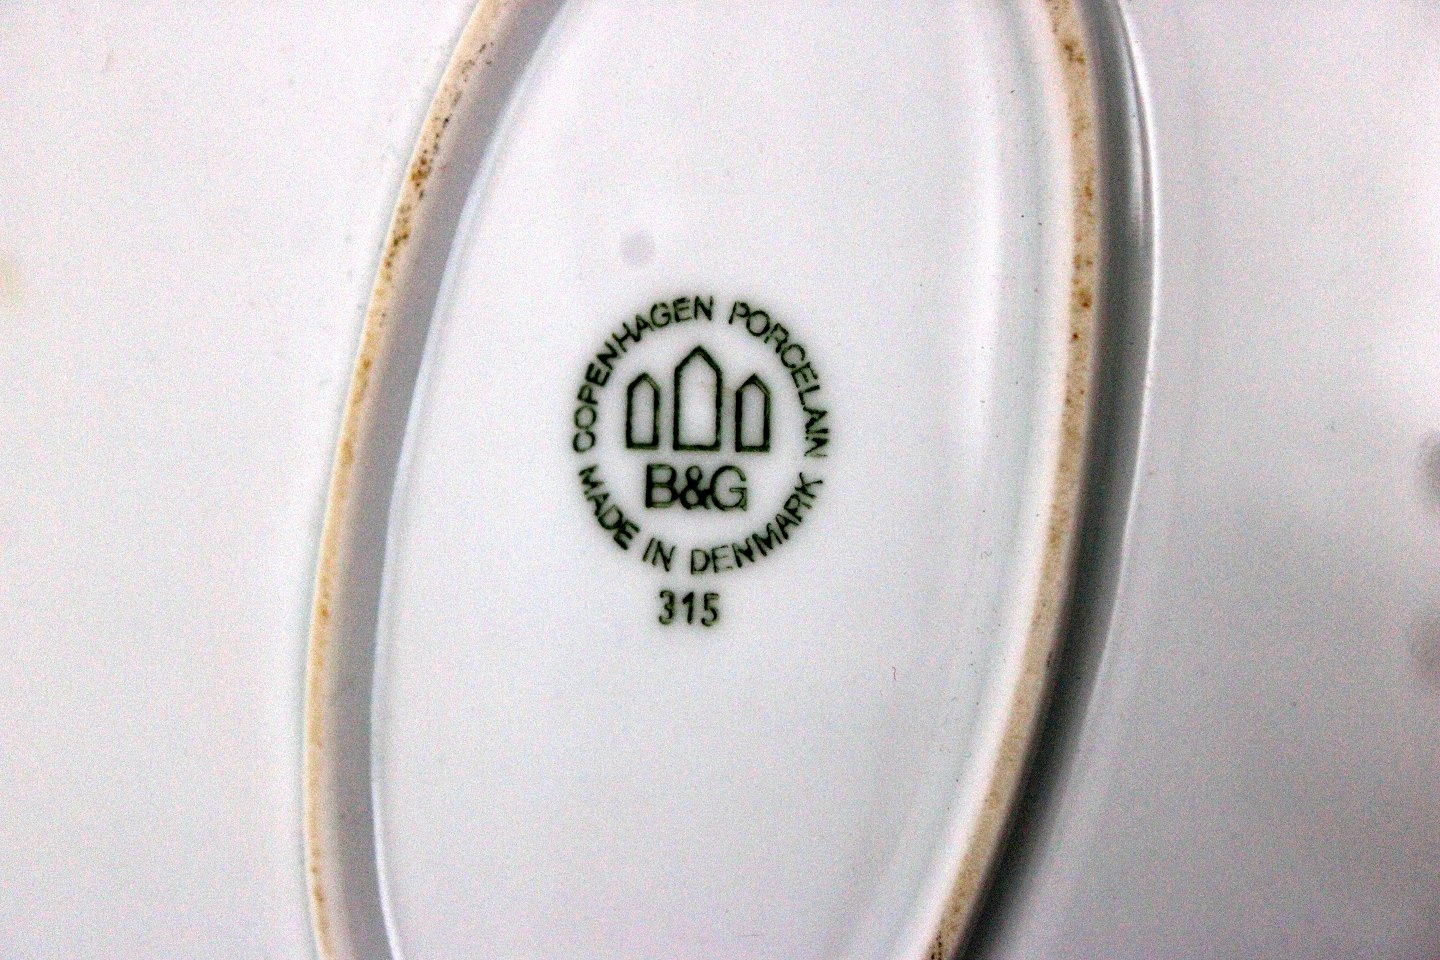 COPENHAGEN PORCELAIN
B&G
MADE IN DENMARK
315